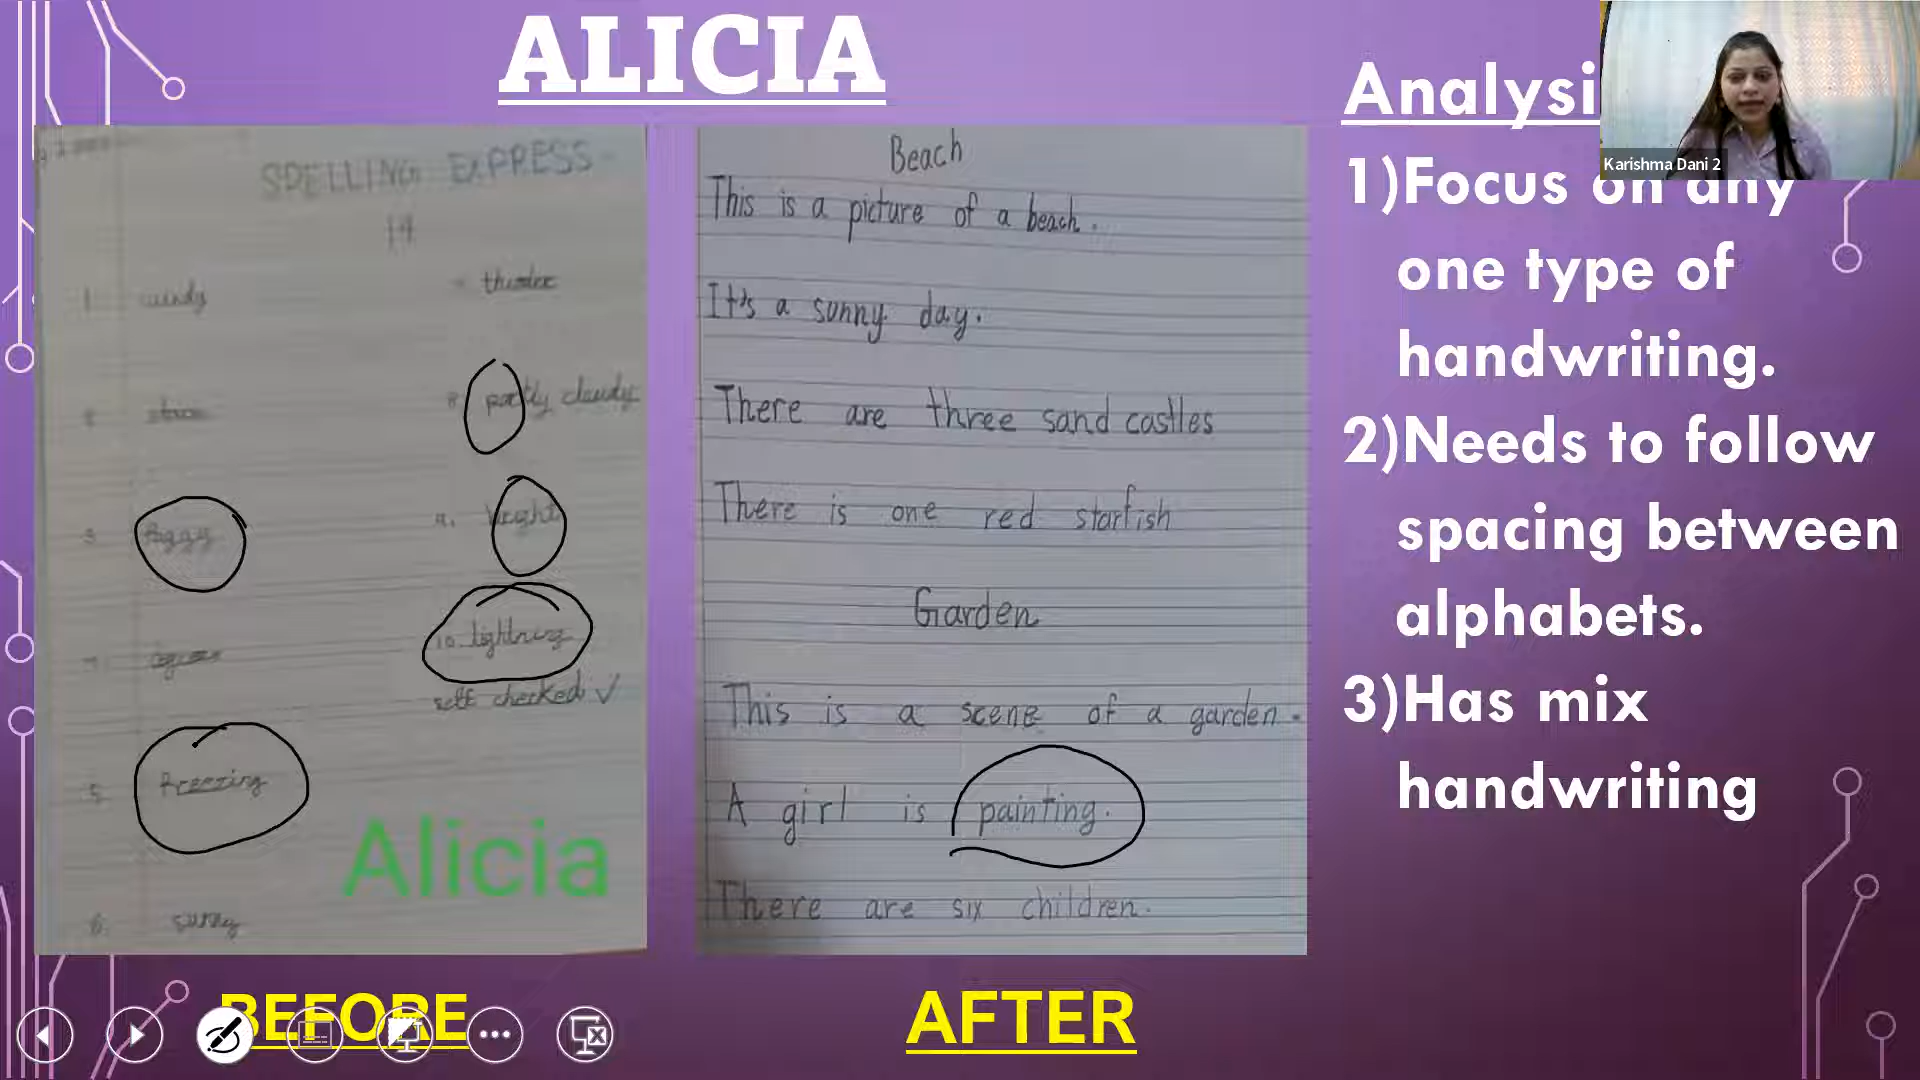 ALICIA
SPELLING EXPRESS
14
1. windy
3. foggy
5. freezing
6. sunny
8. partly cloudy
9. bright
10. lightning
self checked ✓
Alicia
BEFORE
Beach
This is a picture of a beach.
It's a sunny day.
There are three sand castles
There is one red starfish
Garden
This is a scene of a garden.
A girl is painting.
There are six children.
AFTER
Analysi
1)Focus on any
one type of
handwriting.
2)Needs to follow
spacing between
alphabets.
3)Has mix
handwriting
Karishma Dani 2